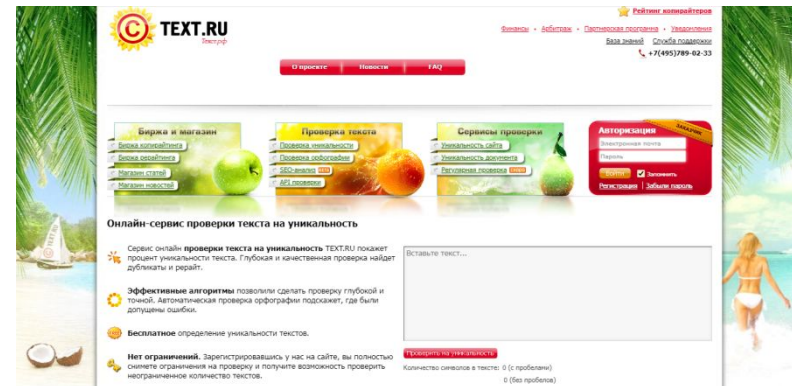 Рейтинг копирайтеров
TEXT.RU
Текст.рф
Финансы • Арбитраж • Партнерская программа • Уведомления
База знаний Служба поддержки
+7(495)789-02-33
О проекте Новости FAQ
Биржа и магазин
Биржа копирайтинга
Биржа рерайтинга
Магазин статей
Магазин новостей
Проверка текста
Проверка уникальности
Проверка орфографии
SEO-анализ
API проверки
Сервисы проверки
Уникальность сайта
Уникальность документа
Регулярная проверка
Авторизация
заказчик
Электронная почта
Пароль
Войти Запомнить
Регистрация Забыли пароль
Онлайн-сервис проверки текста на уникальность
Сервис онлайн проверки текста на уникальность TEXT.RU покажет
процент уникальности текста. Глубокая и качественная проверка найдет
дубликаты и рерайт.
Эффективные алгоритмы позволили сделать проверку глубокой и
точной. Автоматическая проверка орфографии подскажет, где были
допущены ошибки.
Бесплатное определение уникальности текстов.
Нет ограничений. Зарегистрировавшись у нас на сайте, вы полностью
снимете ограничения на проверку и получите возможность проверить
неограниченное количество текстов.
Вставьте текст...
Проверить на уникальность
Количество символов в тексте: 0 (с пробелами)
0 (без пробелов)